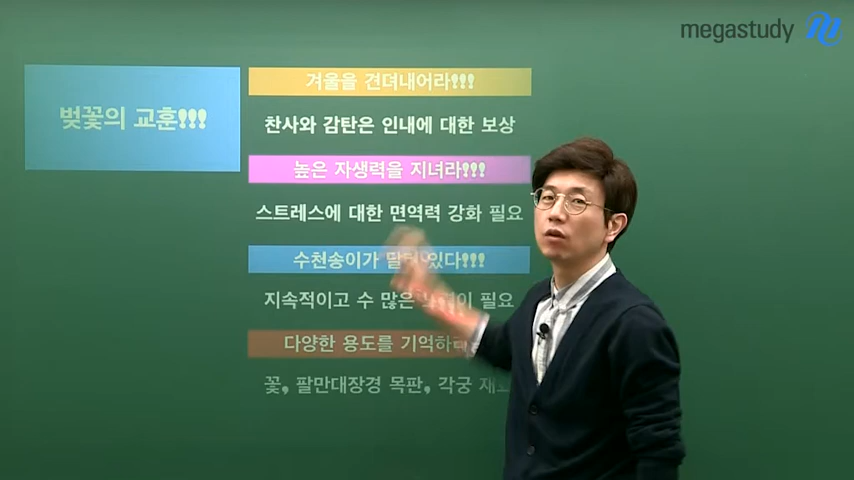 megastudy
벚꽃의 교훈!!!
겨울을 견뎌내어라!!!
찬사와 감탄은 인내에 대한 보상
높은 자생력을 지녀라!!!
스트레스에 대한 면역력 강화 필요
수천송이가 있다!!!
지속적이고 수 많은 필요
다양한 용도를
꽃, 팔만대장경 목판, 각궁